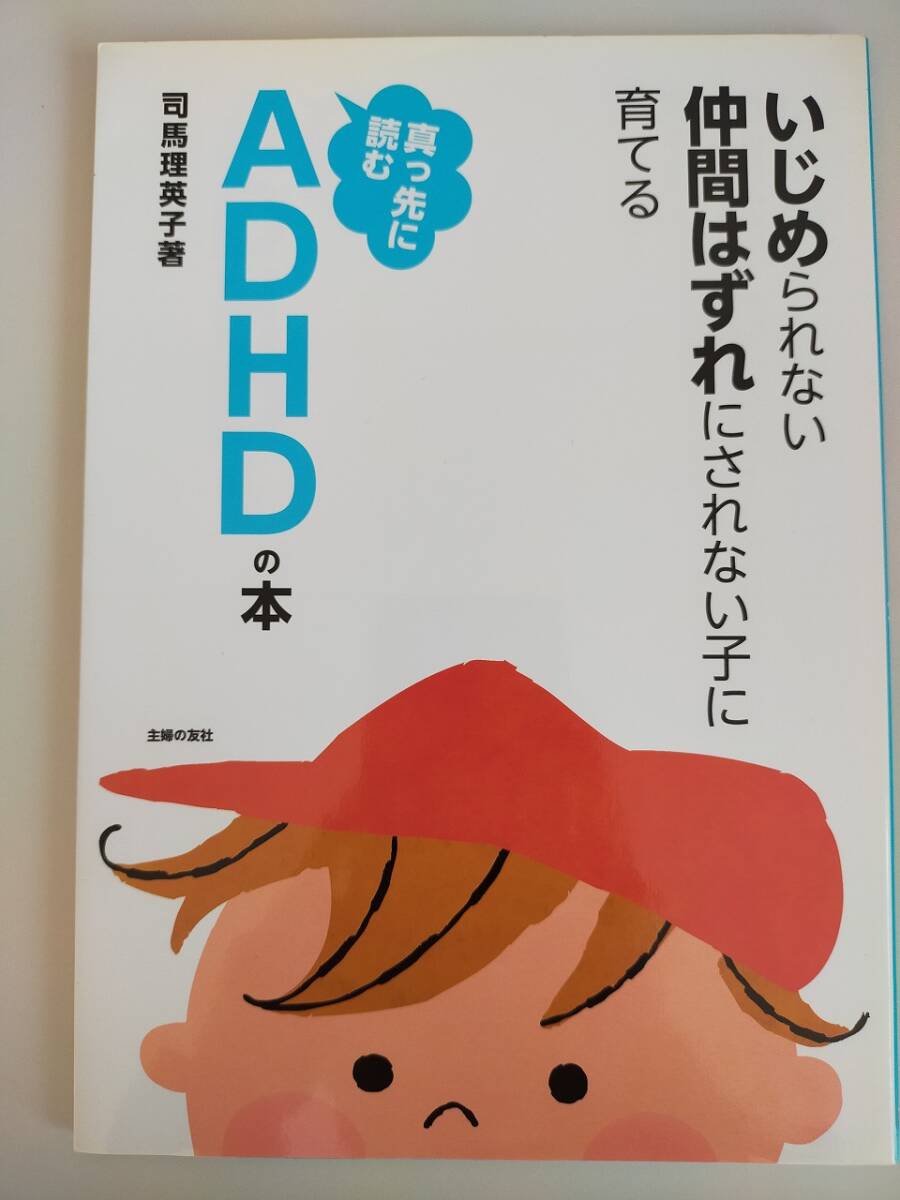 いじめられない
仲間はずれにされない子に
育てる
真っ先に
読む
ADHDの本
司馬理英子著
主婦の友社